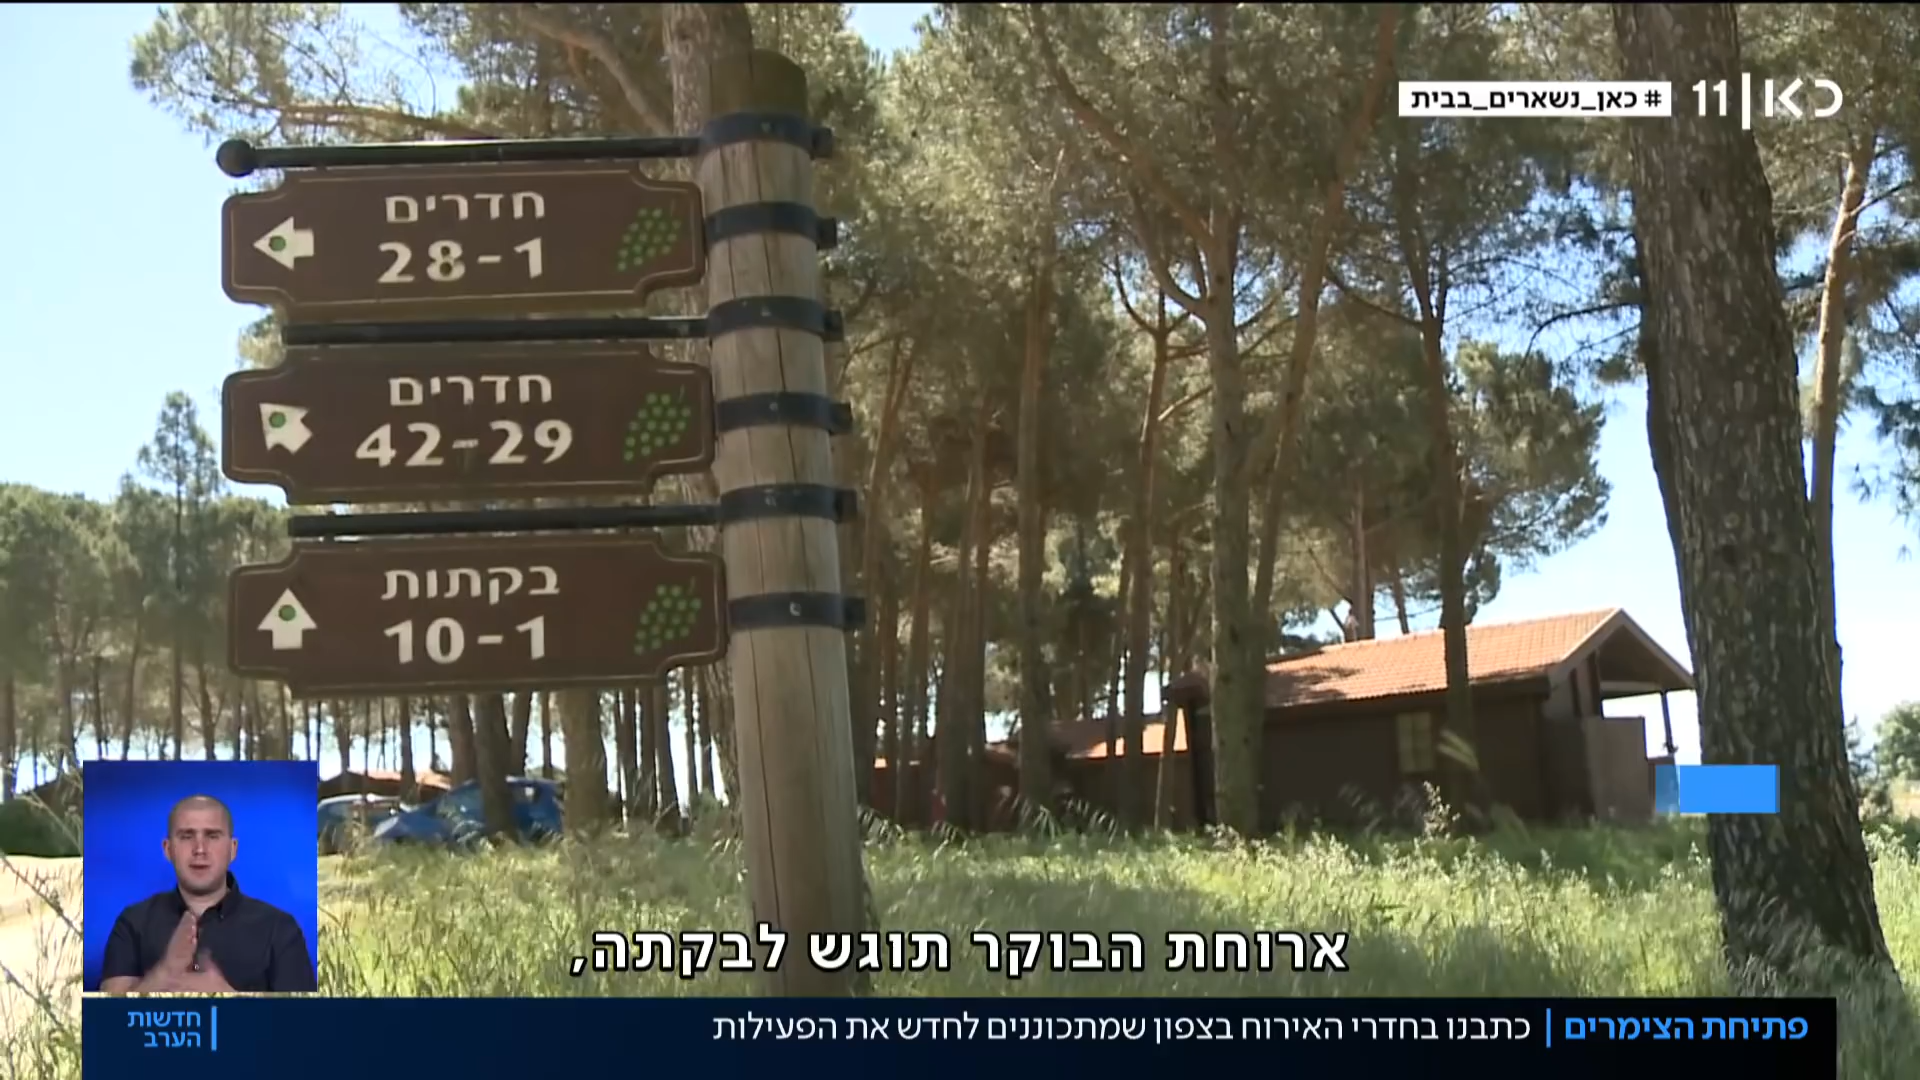 # כאן_נשארים_בבית
כאן 11
חדרים
28-1
חדרים
42-29
בקתות
10-1
ארוחת הבוקר תוגש לבקתה,
פתיחת הצימרים | כתבנו בחדרי האירוח בצפון שמתכוננים לחדש את הפעילות
חדשות
הערב